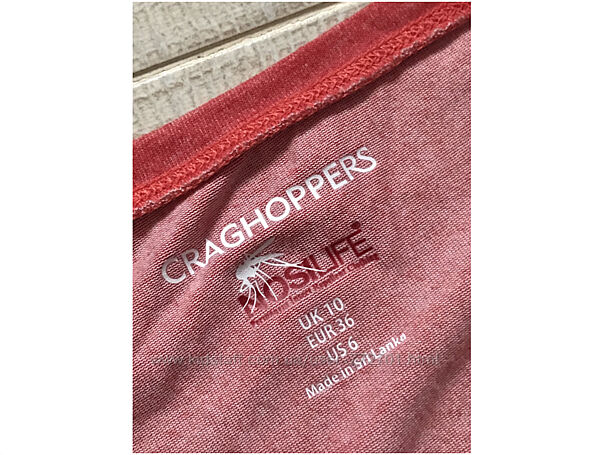 CRAGHOPPERS
NOSILIFE®
UK 10
EUR 36
US 6
Made in Sri Lanka